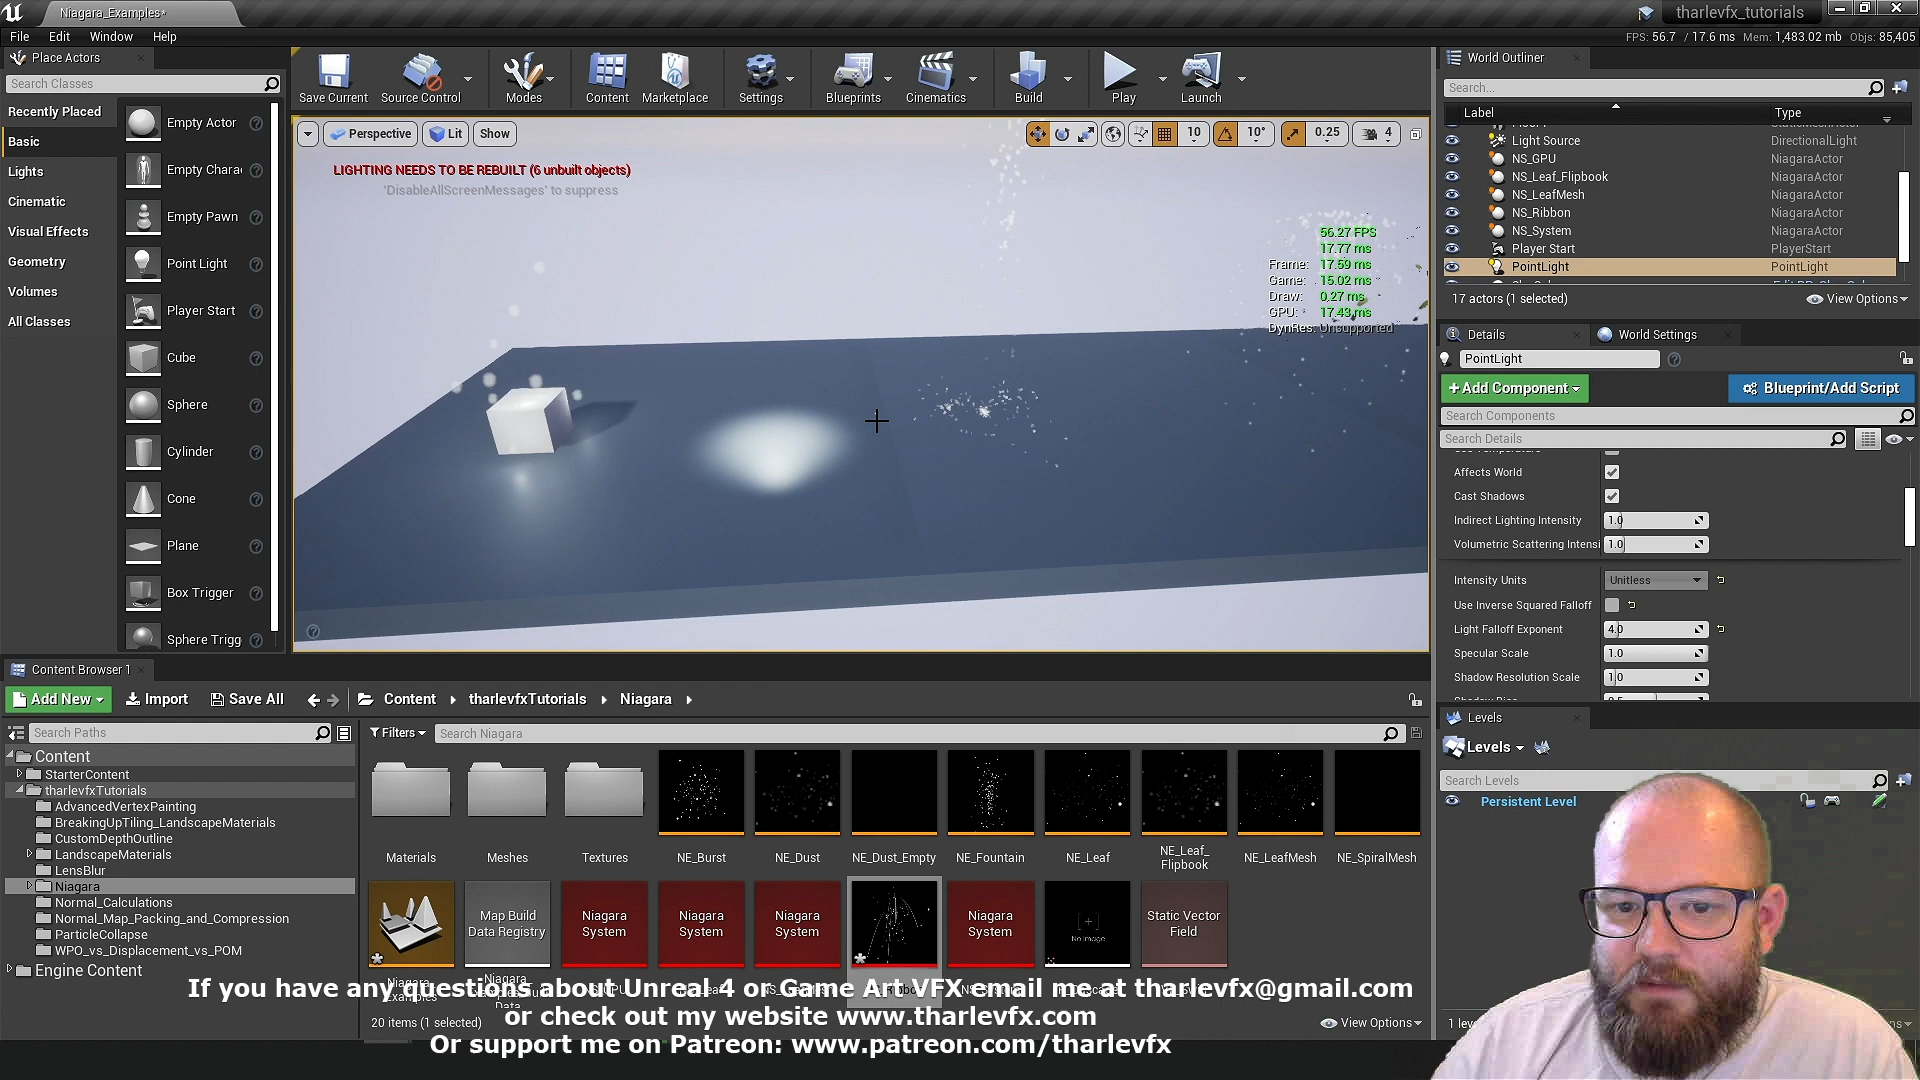 Niagara_Examples*
tharlevfx_tutorials
File Edit Window Help
FPS: 56.7 / 17.6 ms Mem: 1,483.02 mb Objs: 85,405
Place Actors
Search Classes
Recently Placed
Basic
Lights
Cinematic
Visual Effects
Geometry
Volumes
All Classes
Empty Actor
Empty Chara
Empty Pawn
Point Light
Player Start
Cube
Sphere
Cylinder
Cone
Plane
Box Trigger
Sphere Trigg
Save Current
Source Control
Modes
Content
Marketplace
Settings
Blueprints
Cinematics
Build
Play
Launch
Perspective
Lit
Show
10
10°
0.25
4
LIGHTING NEEDS TO BE REBUILT (6 unbuilt objects)
'DisableAllScreenMessages' to suppress
56.27 FPS
17.77 ms
Frame: 17.59 ms
Game: 15.02 ms
Draw: 0.27 ms
GPU: 17.43 ms
DynRes: Unsupported
World Outliner
Search...
Label Type
Light Source DirectionalLight
NS_GPU NiagaraActor
NS_Leaf_Flipbook NiagaraActor
NS_LeafMesh NiagaraActor
NS_Ribbon NiagaraActor
NS_System NiagaraActor
Player Start PlayerStart
PointLight PointLight
17 actors (1 selected)
View Options
Details
World Settings
PointLight
+ Add Component
Blueprint/Add Script
Search Components
Search Details
Affects World
Cast Shadows
Indirect Lighting Intensity 1.0
Volumetric Scattering Intensi 1.0
Intensity Units Unitless
Use Inverse Squared Falloff
Light Falloff Exponent 4.0
Specular Scale 1.0
Shadow Resolution Scale 1.0
Levels
Levels
Search Levels
Persistent Level
Content Browser 1
Add New
Import
Save All
Content
tharlevfxTutorials
Niagara
Search Paths
Content
StarterContent
tharlevfxTutorials
AdvancedVertexPainting
BreakingUpTiling_LandscapeMaterials
CustomDepthOutline
LandscapeMaterials
LensBlur
Niagara
Normal_Calculations
Normal_Map_Packing_and_Compression
ParticleCollapse
WPO_vs_Displacement_vs_POM
Engine Content
Filters
Search Niagara
Materials
Meshes
Textures
NE_Burst
NE_Dust
NE_Dust_Empty
NE_Fountain
NE_Leaf
NE_Leaf_
Flipbook
NE_LeafMesh
NE_SpiralMesh
Map Build
Data Registry
Niagara
System
Niagara
System
Niagara
System
Niagara
System
No Image
Static Vector
Field
20 items (1 selected)
View Options
If you have any questions about Unreal 4 or Game Art VFX email me at tharlevfx@gmail.com
or check out my website www.tharlevfx.com
Or support me on Patreon: www.patreon.com/tharlevfx